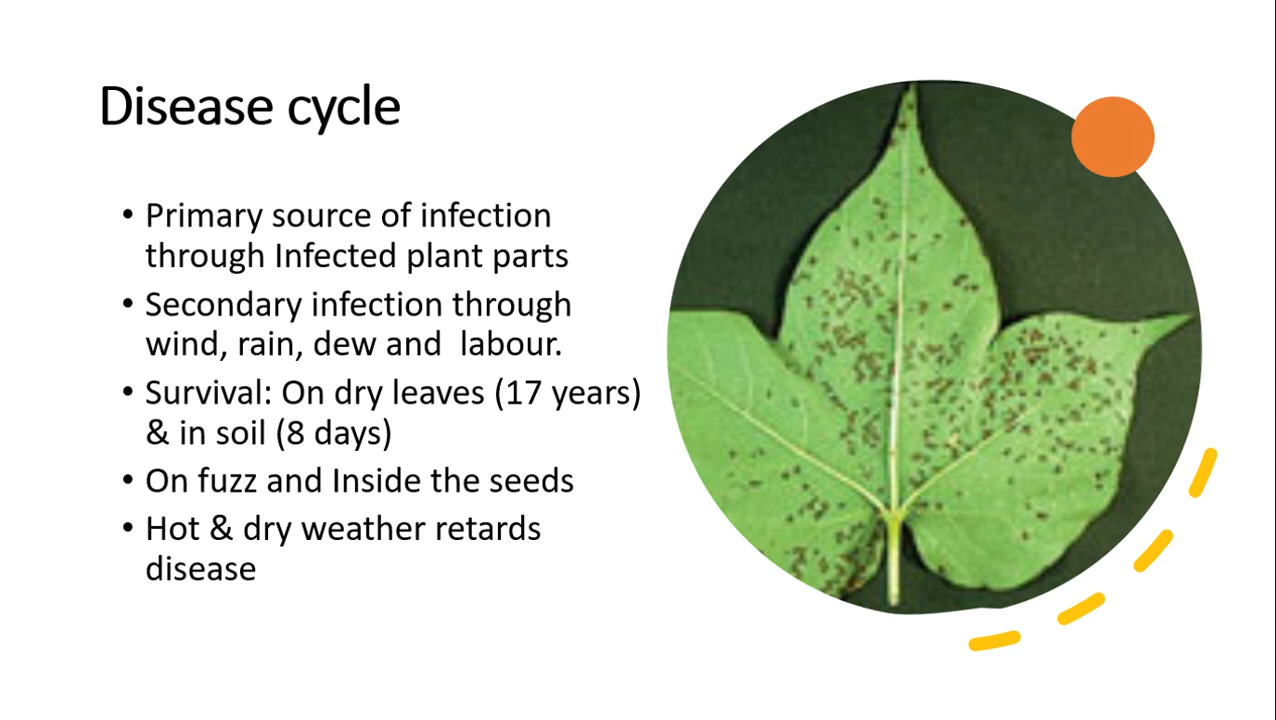 Disease cycle
• Primary source of infection
through Infected plant parts
• Secondary infection through
wind, rain, dew and  labour.
• Survival: On dry leaves (17 years)
& in soil (8 days)
• On fuzz and Inside the seeds
• Hot & dry weather retards
disease